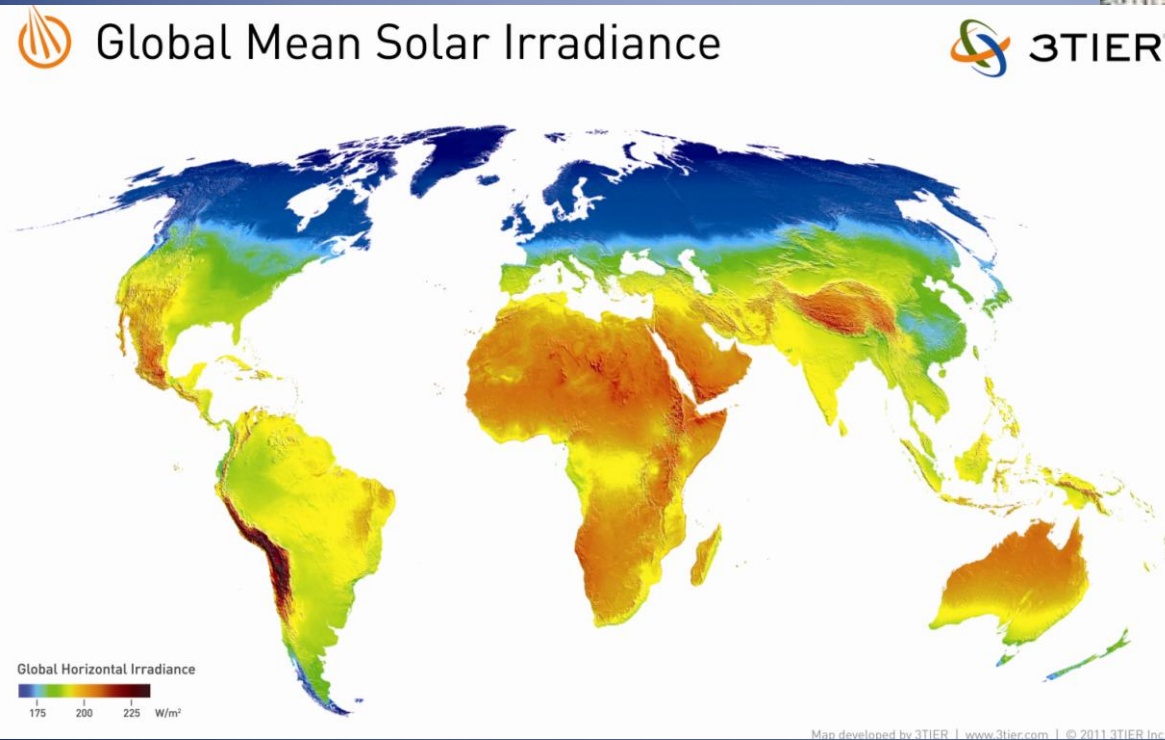 Global Mean Solar Irradiance
3TIER
Global Horizontal Irradiance
175 200 225 W/m²
Map developed by 3TIER | www.3tier.com | © 2011 3TIER Inc